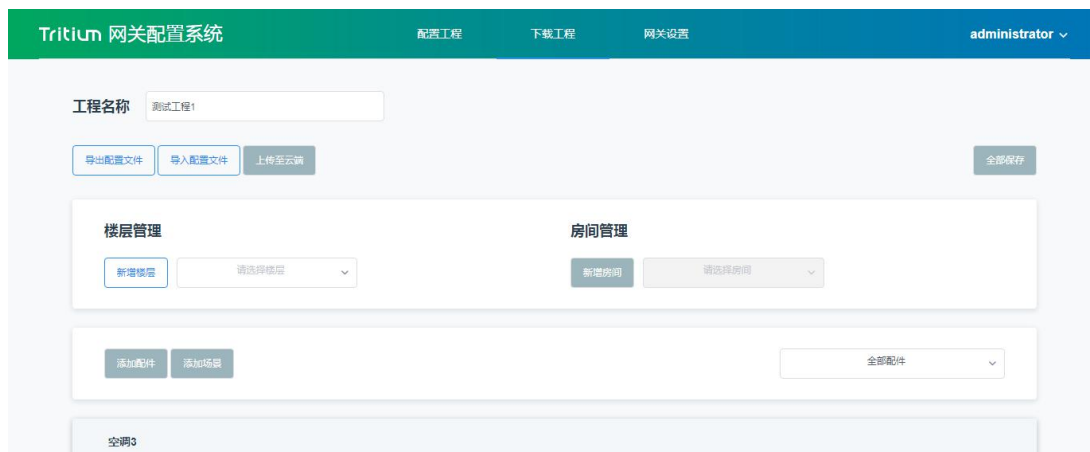 Tritium 网关配置系统 配置工程 下载工程 网关设置 administrator
工程名称 测试工程1
导出配置文件 导入配置文件 上传至云端 全部保存
楼层管理 房间管理
新增楼层 请选择楼层 新增房间 请选择房间
添加配件 添加场景 全部配件
空调3